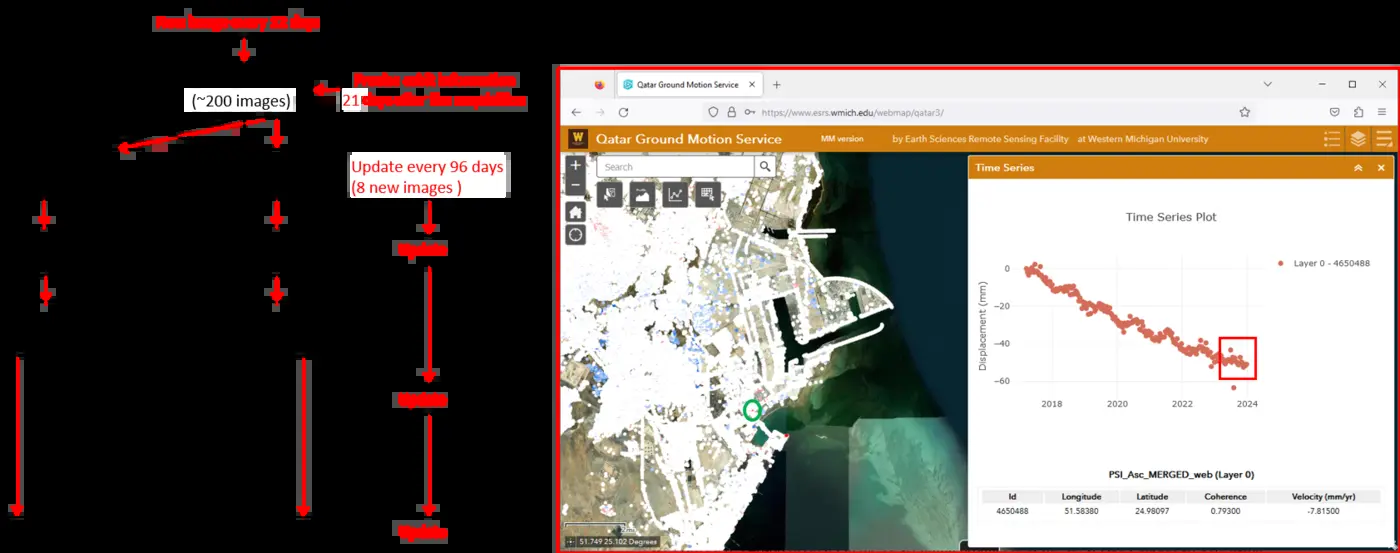 New image every 12 days
(~200 images)
21
days after the acquisition
Update every 96 days
(8 new images )
Update
Update
Update
Qatar Ground Motion Service
https://www.esrs.wmich.edu/webmap/qatar3/
W
Qatar Ground Motion Service
MM version
by Earth Sciences Remote Sensing Facility
at Western Michigan University
+
−
Search
Time Series
Time Series Plot
Layer 0 - 4650488
Displacement (mm)
0
−20
−40
−60
2018
2020
2022
2024
PSI_Asc_MERGED_web (Layer 0)
Id Longitude Latitude Coherence Velocity (mm/yr)
4650488 51.58380 24.98097 0.79300 -7.81500
51.749 25.102 Degrees